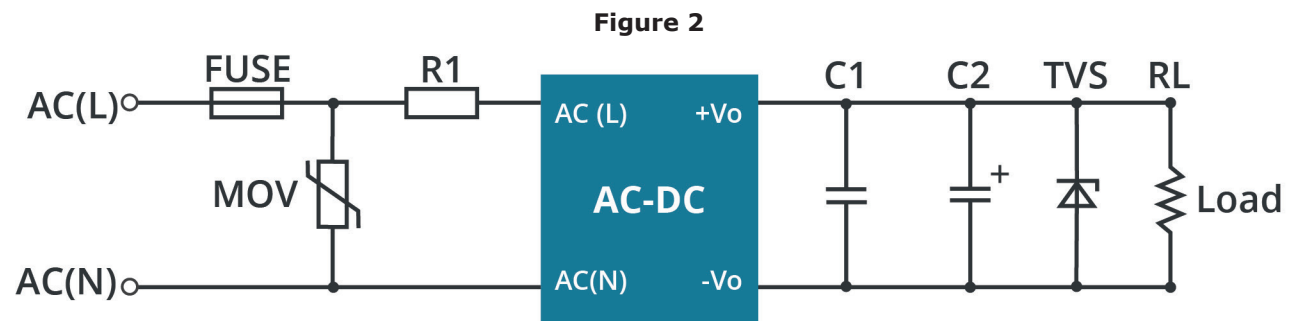 Figure 2
FUSE R1 C1 C2 TVS RL
AC(L) AC (L) +Vo
MOV AC-DC + Load
AC(N) AC(N) -Vo